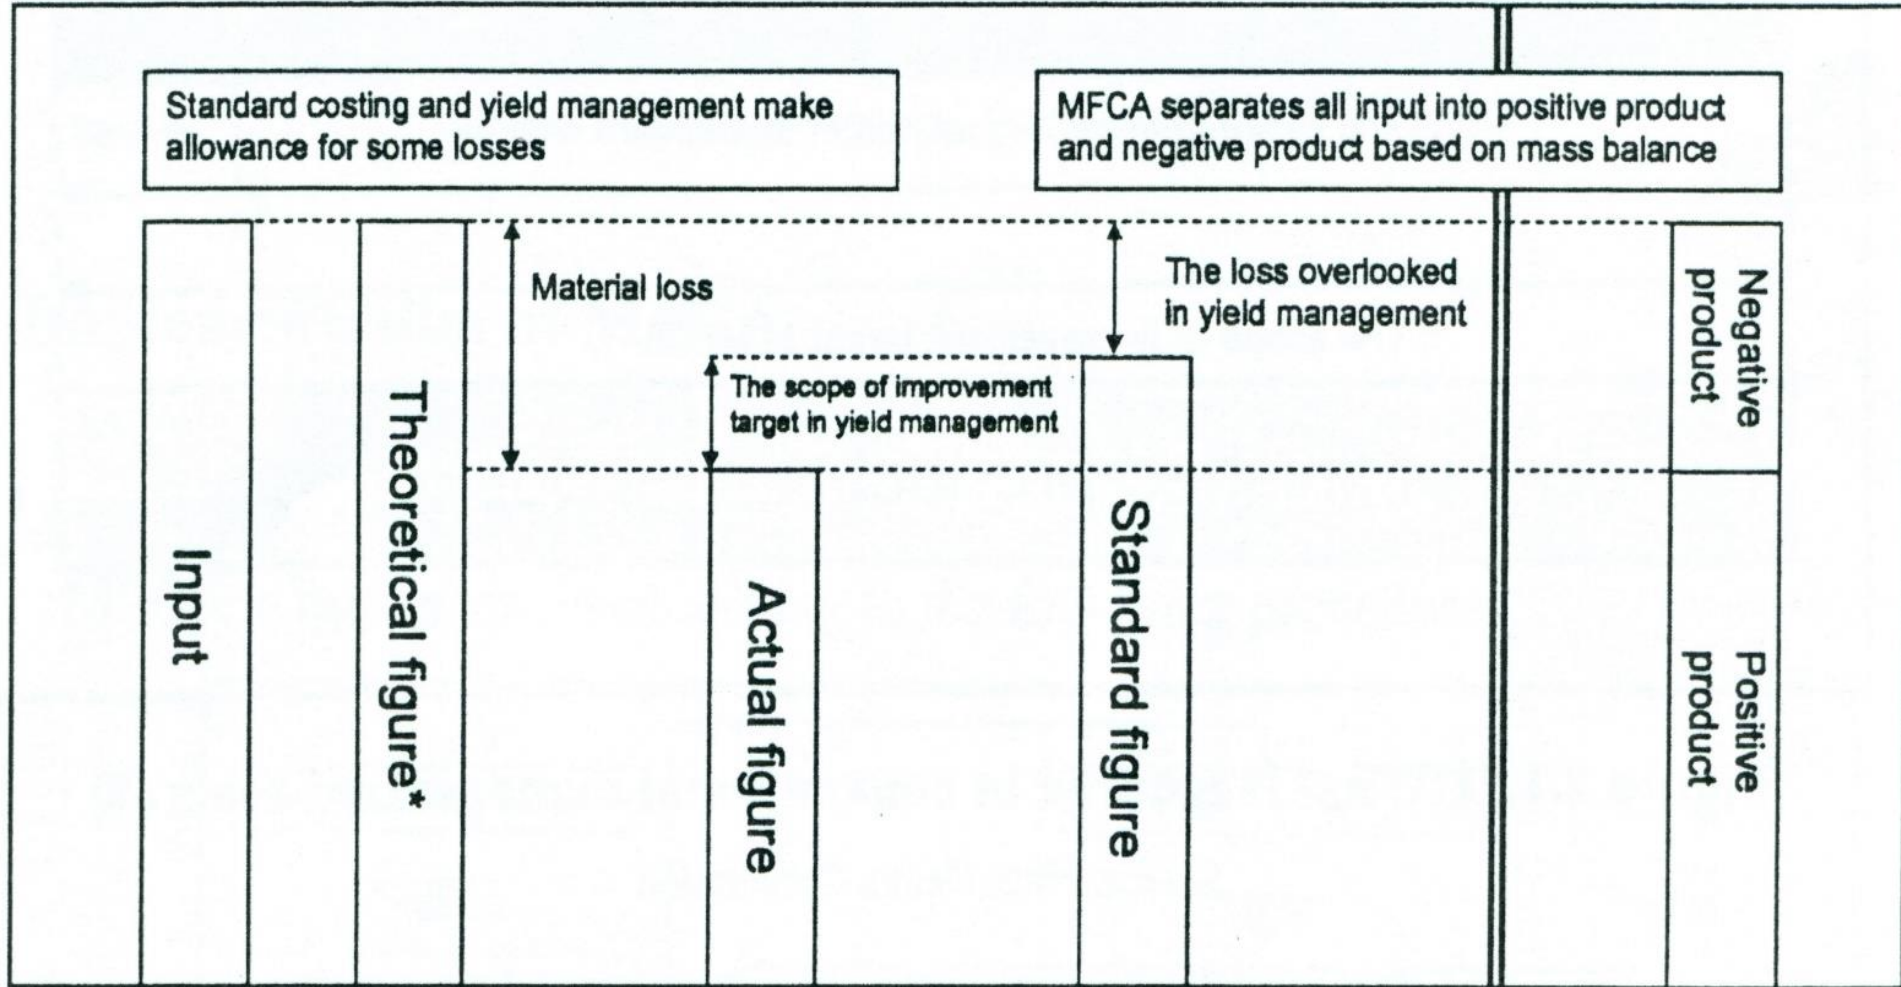 Standard costing and yield management make
allowance for some losses
MFCA separates all input into positive product
and negative product based on mass balance
Input
Theoretical figure*
Material loss
The scope of improvement
target in yield management
Actual figure
The loss overlooked
in yield management
Standard figure
Negative
product
Positive
product